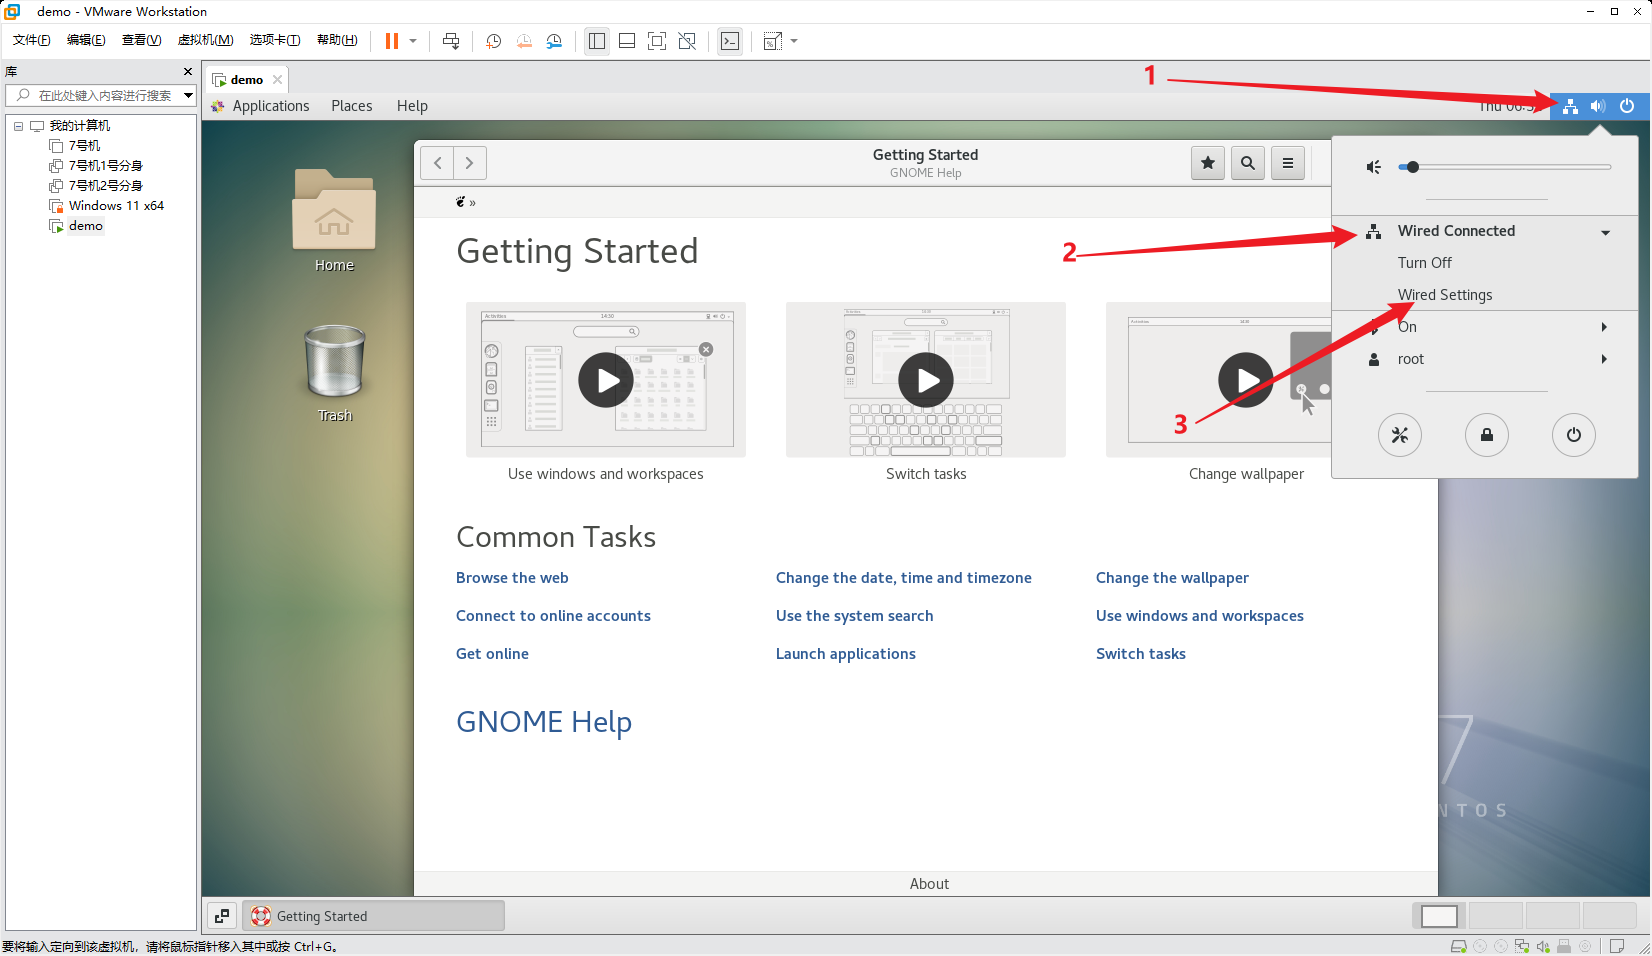 demo - VMware Workstation
文件(F) 编辑(E) 查看(V) 虚拟机(M) 选项卡(T) 帮助(H)
库
在此处键入内容进行搜索
我的计算机
7号机
7号机1号分身
7号机2号分身
Windows 11 x64
demo
demo
Applications Places Help
Thu 06:3
1
Getting Started
GNOME Help
»
Getting Started
Home
Trash
Use windows and workspaces
Switch tasks
Change wallpaper
2
Wired Connected
Turn Off
Wired Settings
On
root
3
Common Tasks
Browse the web
Change the date, time and timezone
Change the wallpaper
Connect to online accounts
Use the system search
Use windows and workspaces
Get online
Launch applications
Switch tasks
GNOME Help
7
NTOS
About
Getting Started
要将输入定向到该虚拟机，请将鼠标指针移入其中或按 Ctrl+G。